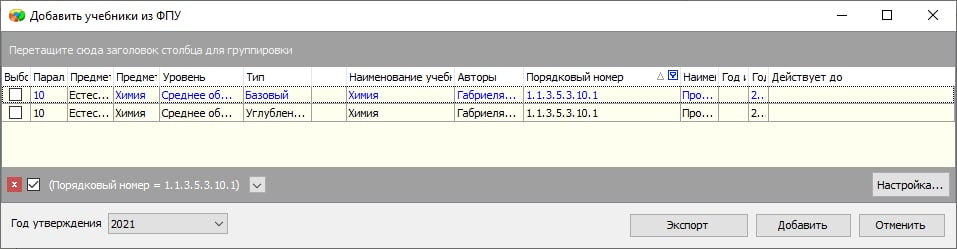 Добавить учебники из ФПУ
Перетащите сюда заголовок столбца для группировки
Выбо Парал Предмет Предмет Уровень Тип Наименование учебн Авторы Порядковый номер Наимен Год и Год Действует до
10 Естес... Химия Среднее об... Базовый Химия Габриеля... 1.1.3.5.3.10.1 Про... 2..
10 Естес... Химия Среднее об... Углублен... Химия Габриеля... 1.1.3.5.3.10.1 Про... 2..
x (Порядковый номер = 1.1.3.5.3.10.1) Настройка...
Год утверждения 2021 Экспорт Добавить Отменить